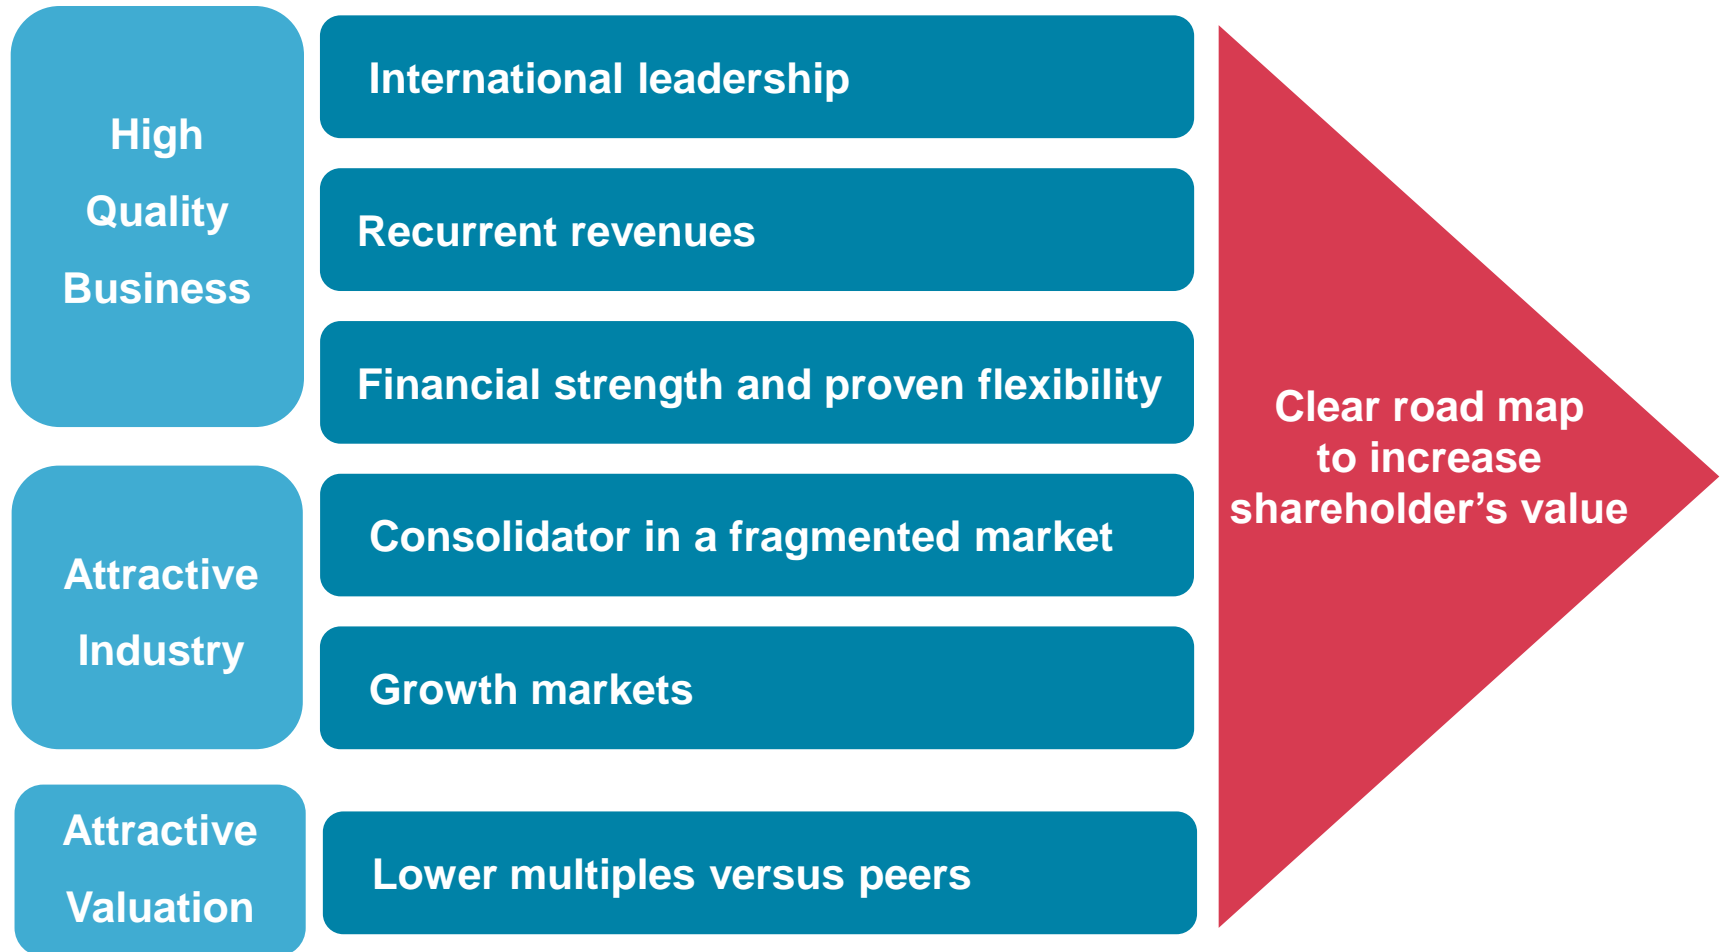 High
Quality
Business
International leadership
Recurrent revenues
Financial strength and proven flexibility
Attractive
Industry
Consolidator in a fragmented market
Growth markets
Attractive
Valuation
Lower multiples versus peers
Clear road map
to increase
shareholder’s value